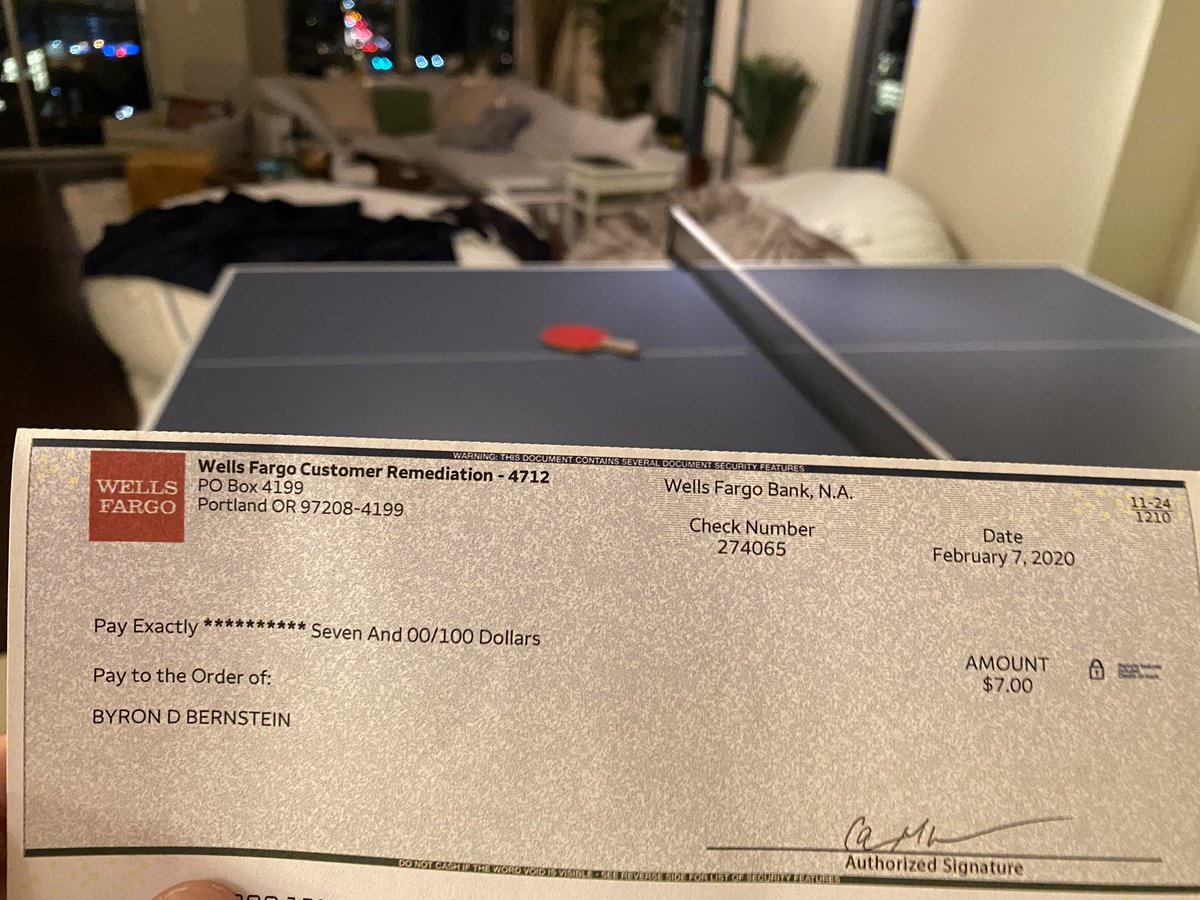 WARNING: THIS DOCUMENT CONTAINS SEVERAL DOCUMENT SECURITY FEATURES
WELLS
FARGO
Wells Fargo Customer Remediation - 4712
PO Box 4199
Portland OR 97208-4199
Wells Fargo Bank, N.A.
11-24
1210
Check Number
274065
Date
February 7, 2020
Pay Exactly ********** Seven And 00/100 Dollars
AMOUNT
$7.00
Pay to the Order of:
BYRON D BERNSTEIN
Authorized Signature
DO NOT CASH IF THE WORD VOID IS VISIBLE - SEE REVERSE SIDE FOR LIST OF SECURITY FEATURES